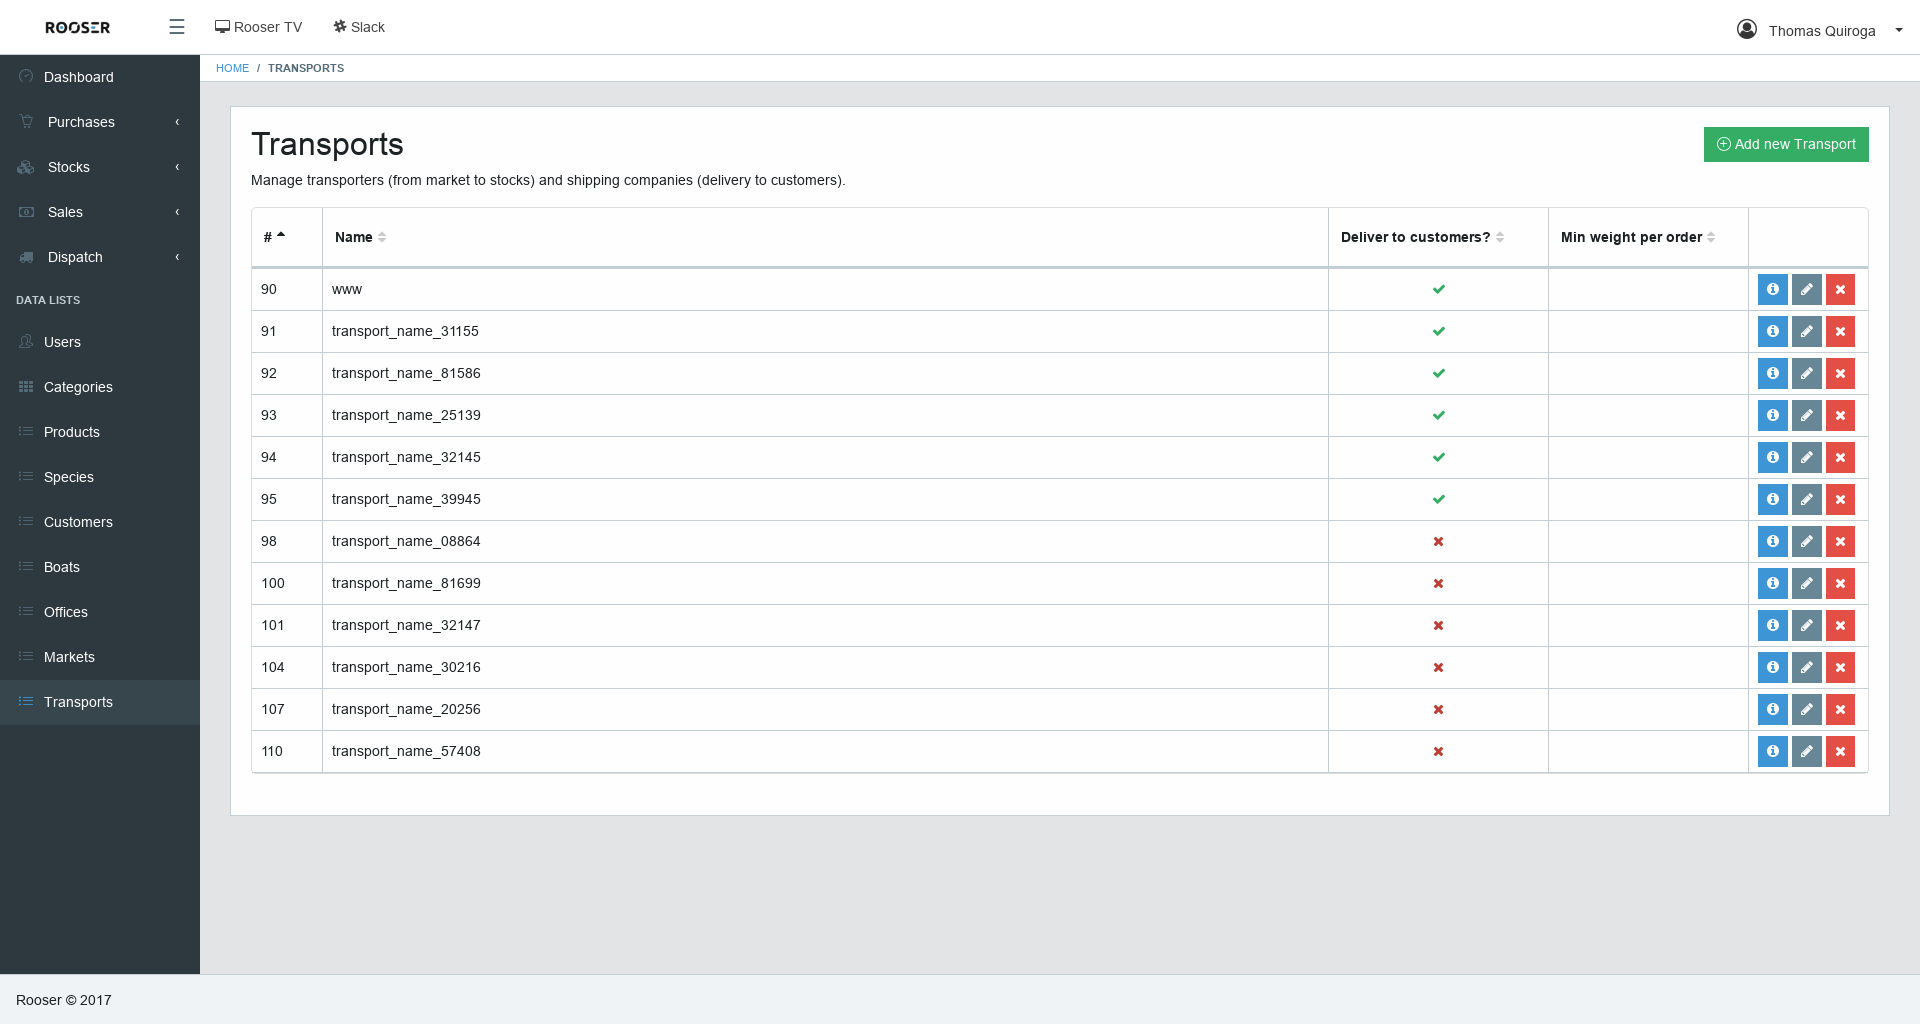 ROOSER
Rooser TV
Slack
Thomas Quiroga
HOME / TRANSPORTS
Dashboard
Purchases
Stocks
Sales
Dispatch
DATA LISTS
Users
Categories
Products
Species
Customers
Boats
Offices
Markets
Transports
Transports
Add new Transport
Manage transporters (from market to stocks) and shipping companies (delivery to customers).
# Name Deliver to customers? Min weight per order
90 www
91 transport_name_31155
92 transport_name_81586
93 transport_name_25139
94 transport_name_32145
95 transport_name_39945
98 transport_name_08864
100 transport_name_81699
101 transport_name_32147
104 transport_name_30216
107 transport_name_20256
110 transport_name_57408
Rooser © 2017